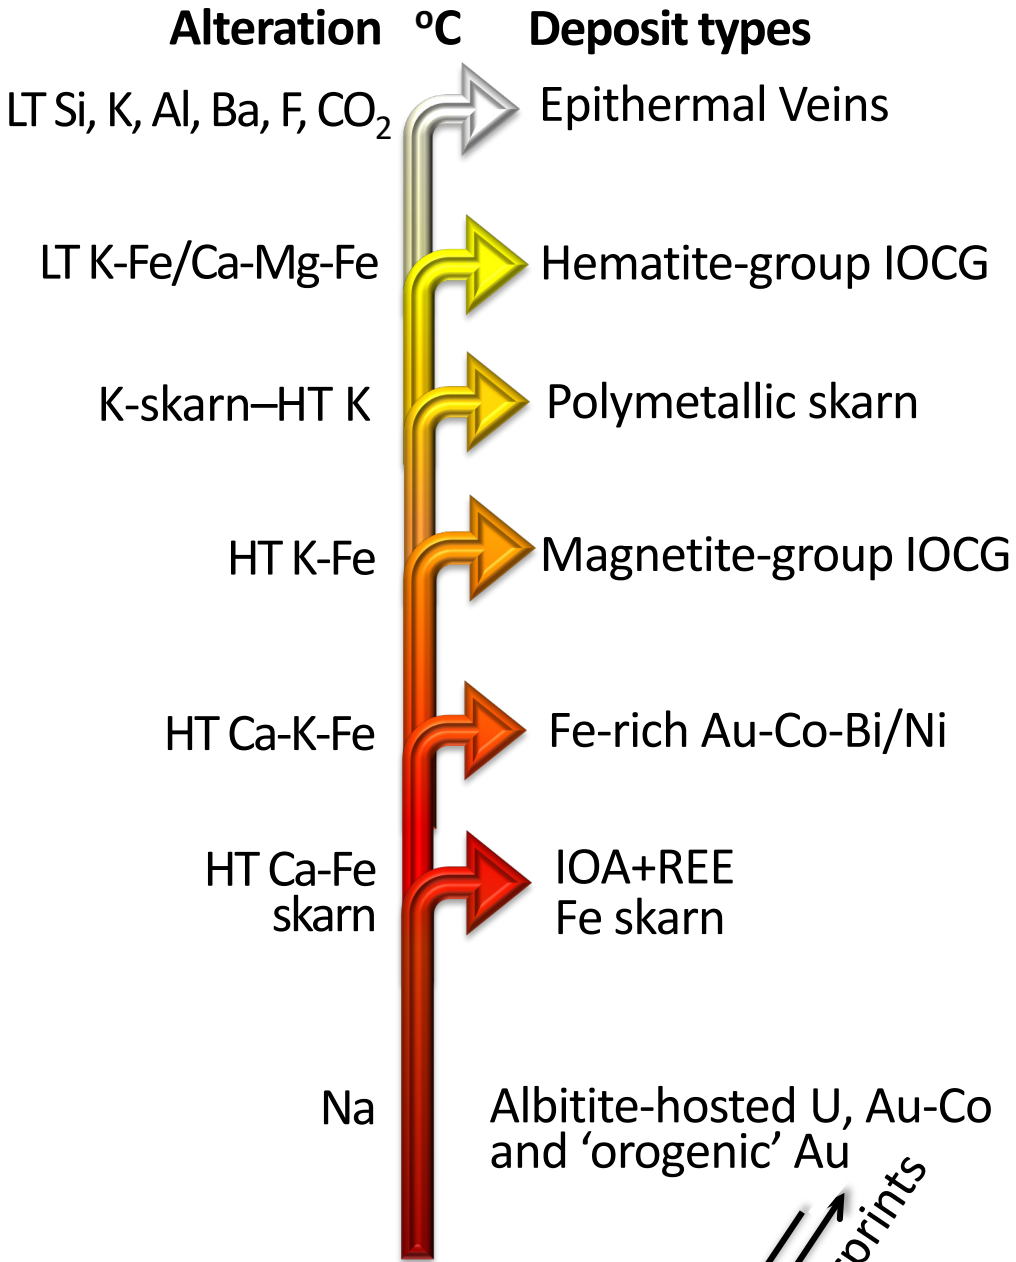 Alteration °C Deposit types
LT Si, K, Al, Ba, F, CO₂ Epithermal Veins
LT K-Fe/Ca-Mg-Fe Hematite-group IOCG
K-skarn–HT K Polymetallic skarn
HT K-Fe Magnetite-group IOCG
HT Ca-K-Fe Fe-rich Au-Co-Bi/Ni
HT Ca-Fe IOA+REE
skarn Fe skarn
Na Albitite-hosted U, Au-Co
and ‘orogenic’ Au